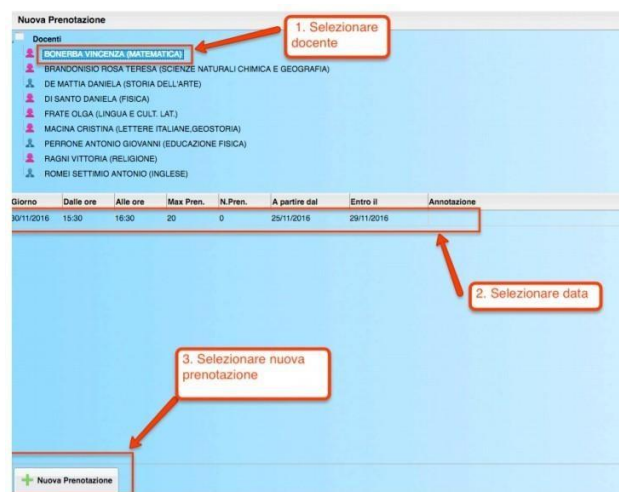 Nuova Prenotazione
1. Selezionare
docente
Docenti
BONERBA VINCENZA (MATEMATICA)
BRANDONISIO ROSA TERESA (SCIENZE NATURALI CHIMICA E GEOGRAFIA)
DE MATTIA DANIELA (STORIA DELL'ARTE)
DI SANTO DANIELA (FISICA)
FRATE OLGA (LINGUA E CULT. LAT.)
MACINA CRISTINA (LETTERE ITALIANE,GEOSTORIA)
PERRONE ANTONIO GIOVANNI (EDUCAZIONE FISICA)
RAGNI VITTORIA (RELIGIONE)
ROMEI SETTIMIO ANTONIO (INGLESE)
Giorno Dalle ore Alle ore Max Pren. N.Pren. A partire dal Entro il Annotazione
30/11/2016 15:30 16:30 20 0 25/11/2016 29/11/2016
2. Selezionare data
3. Selezionare nuova
prenotazione
Nuova Prenotazione